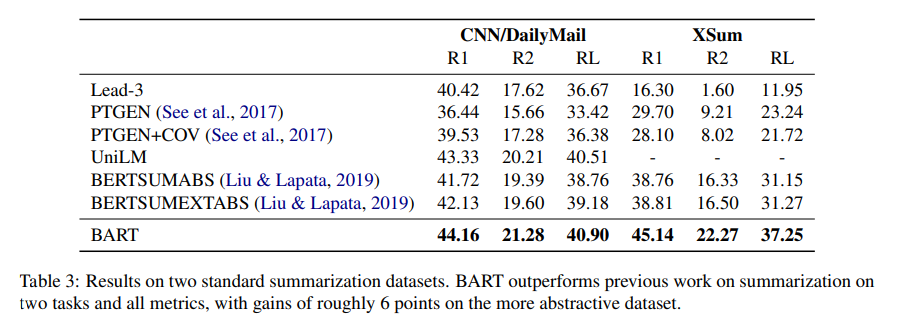 CNN/DailyMail XSum
R1 R2 RL R1 R2 RL
Lead-3 40.42 17.62 36.67 16.30 1.60 11.95
PTGEN (See et al., 2017) 36.44 15.66 33.42 29.70 9.21 23.24
PTGEN+COV (See et al., 2017) 39.53 17.28 36.38 28.10 8.02 21.72
UniLM 43.33 20.21 40.51 - - -
BERTSUMABS (Liu & Lapata, 2019) 41.72 19.39 38.76 38.76 16.33 31.15
BERTSUMEXTABS (Liu & Lapata, 2019) 42.13 19.60 39.18 38.81 16.50 31.27
BART 44.16 21.28 40.90 45.14 22.27 37.25
Table 3: Results on two standard summarization datasets. BART outperforms previous work on summarization on
two tasks and all metrics, with gains of roughly 6 points on the more abstractive dataset.